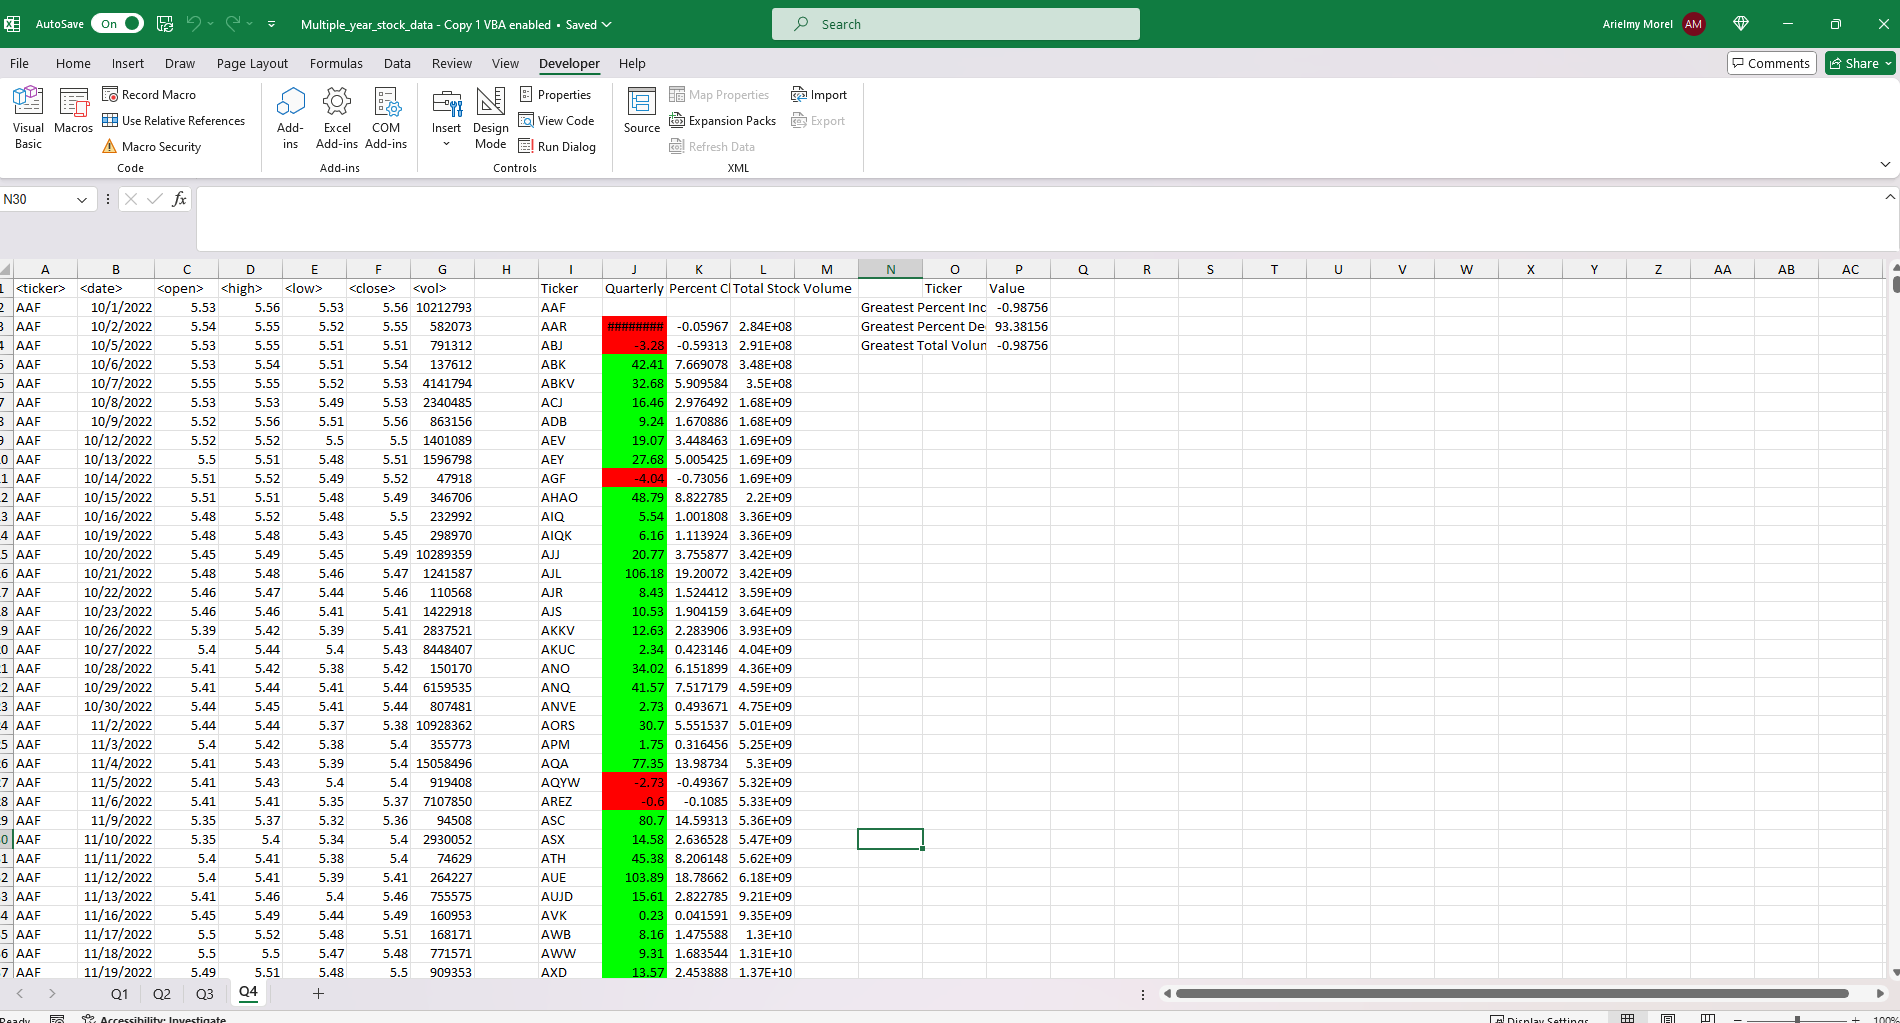 AutoSave On Multiple_year_stock_data - Copy 1 VBA enabled • Saved Search Arielmy Morel AM
File Home Insert Draw Page Layout Formulas Data Review View Developer Help Comments Share
Visual Basic Macros Record Macro Use Relative References Macro Security Code
Add-ins Excel Add-ins COM Add-ins Add-ins
Insert Design Mode Properties View Code Run Dialog Controls
Source Map Properties Expansion Packs Refresh Data Import Export XML
N30 fx
A B C D E F G H I J K L M N O P Q R S T U V W X Y Z AA AB AC
<ticker> <date> <open> <high> <low> <close> <vol> Ticker Quarterly Percent Cl Total Stock Volume Ticker Value
AAF 10/1/2022 5.53 5.56 5.53 5.56 10212793 AAF Greatest Percent Inc -0.98756
AAF 10/2/2022 5.54 5.55 5.52 5.55 582073 AAR ######## -0.05967 2.84E+08 Greatest Percent De 93.38156
AAF 10/5/2022 5.53 5.55 5.51 5.51 791312 ABJ -3.28 -0.59313 2.91E+08 Greatest Total Volun -0.98756
AAF 10/6/2022 5.53 5.54 5.51 5.54 137612 ABK 42.41 7.669078 3.48E+08
AAF 10/7/2022 5.55 5.55 5.52 5.53 4141794 ABKV 32.68 5.909584 3.5E+08
AAF 10/8/2022 5.53 5.53 5.49 5.53 2340485 ACJ 16.46 2.976492 1.68E+09
AAF 10/9/2022 5.52 5.56 5.51 5.56 863156 ADB 9.24 1.670886 1.68E+09
AAF 10/12/2022 5.52 5.52 5.5 5.5 1401089 AEV 19.07 3.448463 1.69E+09
AAF 10/13/2022 5.5 5.51 5.48 5.51 1596798 AEY 27.68 5.005425 1.69E+09
AAF 10/14/2022 5.51 5.52 5.49 5.52 47918 AGF -4.04 -0.73056 1.69E+09
AAF 10/15/2022 5.51 5.51 5.48 5.49 346706 AHAO 48.79 8.822785 2.2E+09
AAF 10/16/2022 5.48 5.52 5.48 5.5 232992 AIQ 5.54 1.001808 3.36E+09
AAF 10/19/2022 5.48 5.48 5.43 5.45 298970 AIQK 6.16 1.113924 3.36E+09
AAF 10/20/2022 5.45 5.49 5.45 5.49 10289359 AJJ 20.77 3.755877 3.42E+09
AAF 10/21/2022 5.48 5.48 5.46 5.47 1241587 AJL 106.18 19.20072 3.42E+09
AAF 10/22/2022 5.46 5.47 5.44 5.46 110568 AJR 8.43 1.524412 3.59E+09
AAF 10/23/2022 5.46 5.46 5.41 5.41 1422918 AJS 10.53 1.904159 3.64E+09
AAF 10/26/2022 5.39 5.42 5.39 5.41 2837521 AKKV 12.63 2.283906 3.93E+09
AAF 10/27/2022 5.4 5.44 5.4 5.43 8448407 AKUC 2.34 0.423146 4.04E+09
AAF 10/28/2022 5.41 5.42 5.38 5.42 150170 ANO 34.02 6.151899 4.36E+09
AAF 10/29/2022 5.41 5.44 5.41 5.44 6159535 ANQ 41.57 7.517179 4.59E+09
AAF 10/30/2022 5.44 5.45 5.41 5.44 807481 ANVE 2.73 0.493671 4.75E+09
AAF 11/2/2022 5.44 5.44 5.37 5.38 10928362 AORS 30.7 5.551537 5.01E+09
AAF 11/3/2022 5.4 5.42 5.38 5.4 355773 APM 1.75 0.316456 5.25E+09
AAF 11/4/2022 5.41 5.43 5.39 5.4 15058496 AQA 77.35 13.98734 5.3E+09
AAF 11/5/2022 5.41 5.43 5.4 5.4 919408 AQYW -2.73 -0.49367 5.32E+09
AAF 11/6/2022 5.41 5.41 5.35 5.37 7107850 AREZ -0.6 -0.1085 5.33E+09
AAF 11/9/2022 5.35 5.37 5.32 5.36 94508 ASC 80.7 14.59313 5.36E+09
AAF 11/10/2022 5.35 5.4 5.34 5.4 2930052 ASX 14.58 2.636528 5.47E+09
AAF 11/11/2022 5.4 5.41 5.38 5.4 74629 ATH 45.38 8.206148 5.62E+09
AAF 11/12/2022 5.4 5.41 5.39 5.41 264227 AUE 103.89 18.78662 6.18E+09
AAF 11/13/2022 5.41 5.46 5.4 5.46 755575 AUJD 15.61 2.822785 9.21E+09
AAF 11/16/2022 5.45 5.49 5.44 5.49 160953 AVK 0.23 0.041591 9.35E+09
AAF 11/17/2022 5.5 5.52 5.48 5.51 168171 AWB 8.16 1.475588 1.3E+10
AAF 11/18/2022 5.5 5.5 5.47 5.48 771571 AWW 9.31 1.683544 1.31E+10
AAF 11/19/2022 5.49 5.51 5.48 5.5 909353 AXD 13.57 2.453888 1.37E+10
Q1 Q2 Q3 Q4
Ready Accessibility: Investigate Display Settings 100%